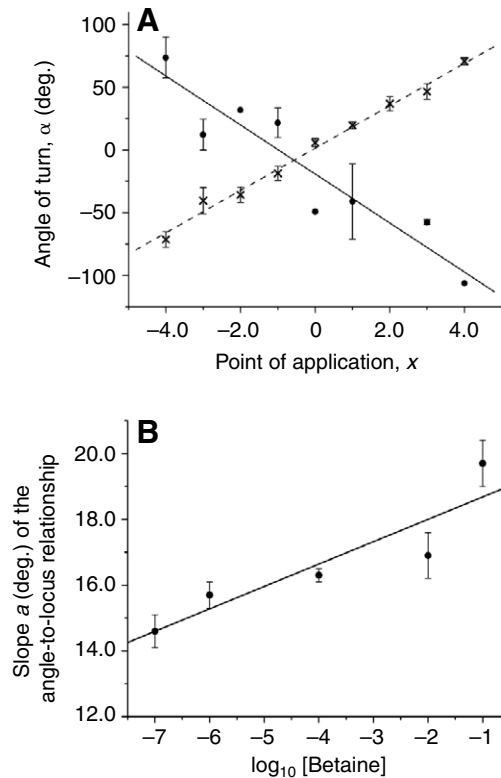 A
100
50
0
−50
−100
Angle of turn, α (deg.)
−4.0 −2.0 0 2.0 4.0
Point of application, x
B
20.0
18.0
16.0
14.0
12.0
Slope a (deg.) of the
angle-to-locus relationship
−7 −6 −5 −4 −3 −2 −1
log10 [Betaine]